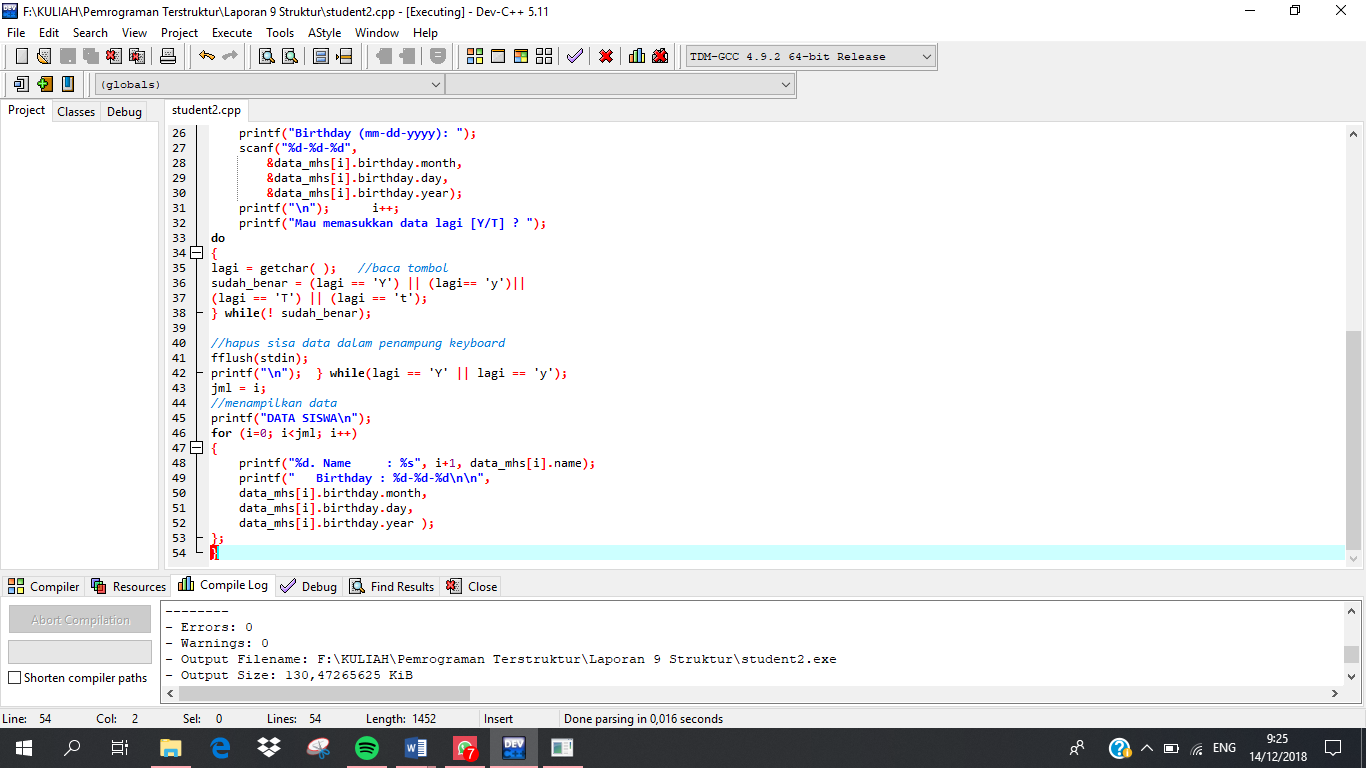 F:\KULIAH\Pemrograman Terstruktur\Laporan 9 Struktur\student2.cpp - [Executing] - Dev-C++ 5.11
File Edit Search View Project Execute Tools AStyle Window Help
TDM-GCC 4.9.2 64-bit Release
(globals)
Project Classes Debug student2.cpp
26 printf("Birthday (mm-dd-yyyy): ");
27 scanf("%d-%d-%d",
28 &data_mhs[i].birthday.month,
29 &data_mhs[i].birthday.day,
30 &data_mhs[i].birthday.year);
31 printf("\n"); i++;
32 printf("Mau memasukkan data lagi [Y/T] ? ");
33 do
34 {
35 lagi = getchar( ); //baca tombol
36 sudah_benar = (lagi == 'Y') || (lagi== 'y')||
37 (lagi == 'T') || (lagi == 't');
38 } while(! sudah_benar);
39
40 //hapus sisa data dalam penampung keyboard
41 fflush(stdin);
42 printf("\n"); } while(lagi == 'Y' || lagi == 'y');
43 jml = i;
44 //menampilkan data
45 printf("DATA SISWA\n");
46 for (i=0; i<jml; i++)
47 {
48 printf("%d. Name : %s", i+1, data_mhs[i].name);
49 printf(" Birthday : %d-%d-%d\n\n",
50 data_mhs[i].birthday.month,
51 data_mhs[i].birthday.day,
52 data_mhs[i].birthday.year );
53 };
54 }
Compiler Resources Compile Log Debug Find Results Close
Abort Compilation
Shorten compiler paths
--------
- Errors: 0
- Warnings: 0
- Output Filename: F:\KULIAH\Pemrograman Terstruktur\Laporan 9 Struktur\student2.exe
- Output Size: 130,47265625 KiB
Line: 54 Col: 2 Sel: 0 Lines: 54 Length: 1452 Insert Done parsing in 0,016 seconds
DEV
7
ENG
9:25
14/12/2018